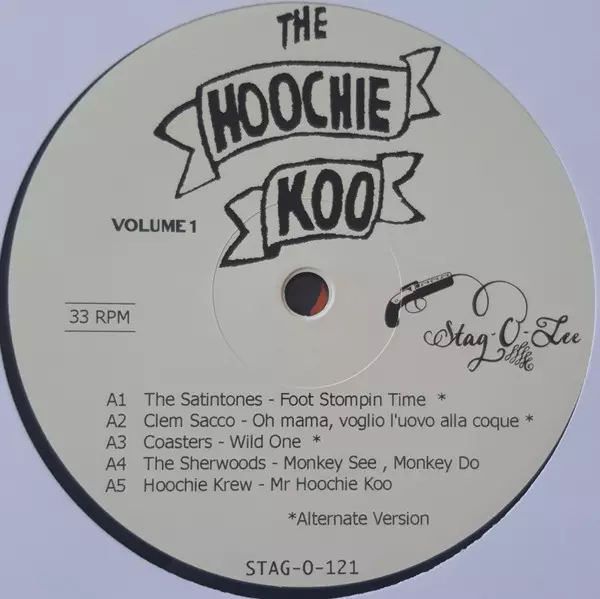 THE
HOOCHIE
KOO
VOLUME 1
33 RPM
Stag-O-Lee
A1 The Satintones - Foot Stompin Time *
A2 Clem Sacco - Oh mama, voglio l'uovo alla coque *
A3 Coasters - Wild One *
A4 The Sherwoods - Monkey See , Monkey Do
A5 Hoochie Krew - Mr Hoochie Koo
*Alternate Version
STAG-O-121